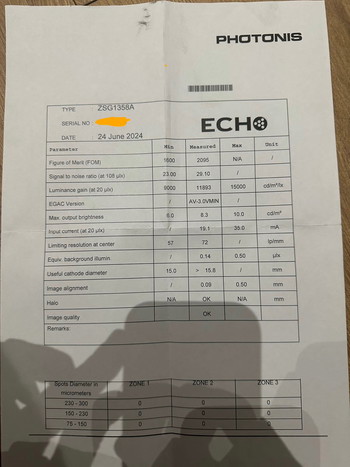 PHOTONIS
TYPE ZSG1358A
SERIAL NO :
DATE 24 June 2024
ECHO
Parameter Min Measured Max Unit
Figure of Merit (FOM) 1600 2095 N/A /
Signal to noise ratio (at 108 µlx) 23.00 29.10 /
Luminance gain (at 20 µlx) 8000 11893 15000 cd/m²/lx
EGAC Version / AV-3.0VMIN /
Max. output brightness 6.0 8.3 10.0 cd/m²
Input current (at 20 µlx) / 19.1 35.0 mA
Limiting resolution at center 57 72 / lp/mm
Equiv. background illumin. / 0.14 0.50 µlx
Useful cathode diameter 15.0 > 15.8 / mm
Image alignment / 0.09 0.50 mm
Halo N/A OK N/A mm
Image quality OK
Remarks:
Spots Diameter in ZONE 1 ZONE 2 ZONE 3
micrometers
230 - 300 0 0 0
150 - 230 0 0 0
75 - 150 0 0 0